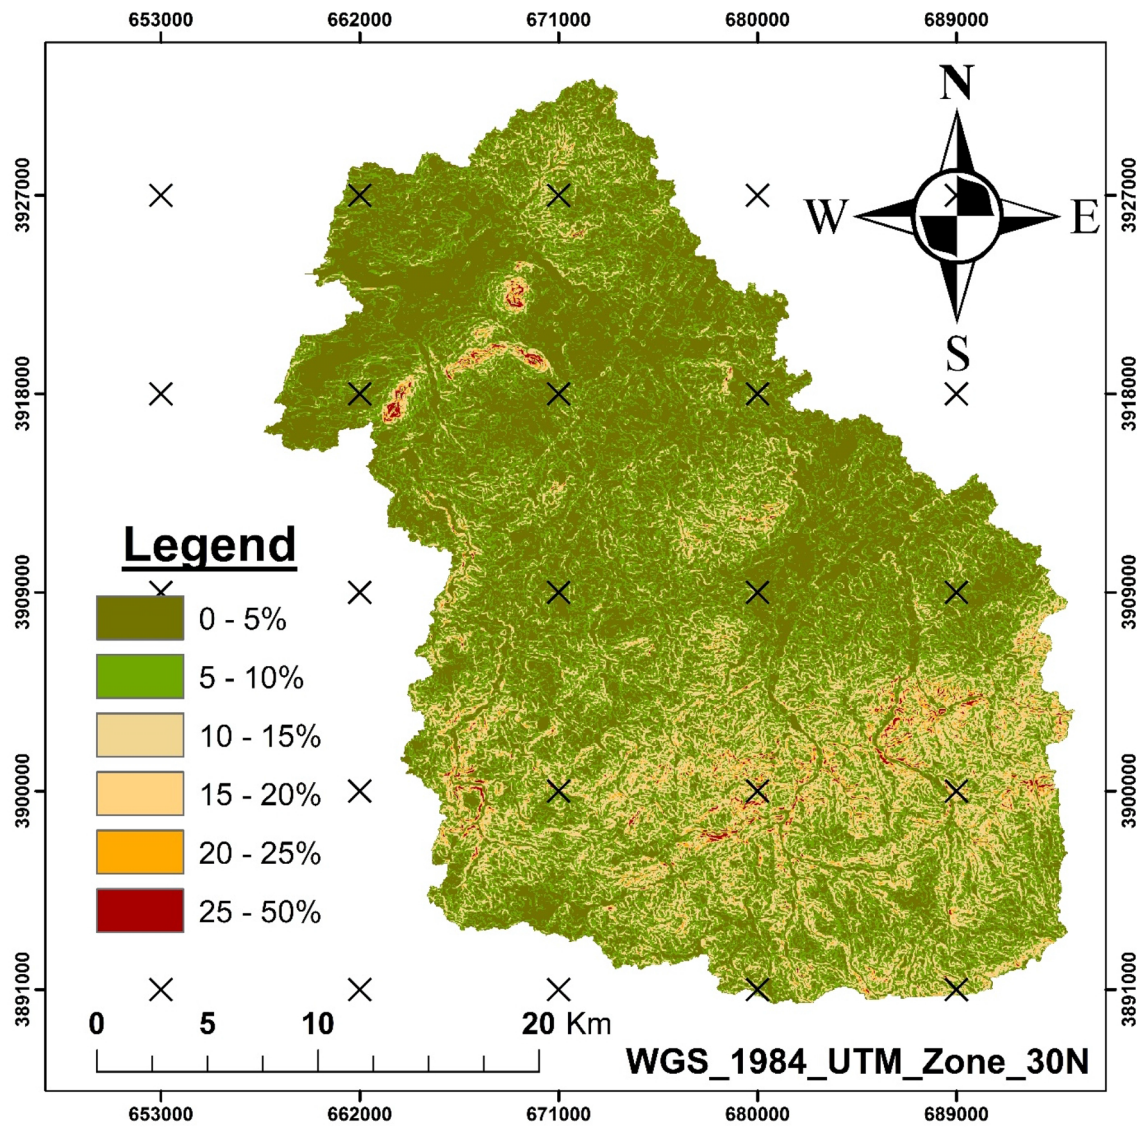 653000 662000 671000 680000 689000
N
W E
S
3927000 3927000
3918000 3918000
3909000 3909000
3900000 3900000
3891000 3891000
Legend
0 - 5%
5 - 10%
10 - 15%
15 - 20%
20 - 25%
25 - 50%
0 5 10 20 Km
WGS_1984_UTM_Zone_30N
653000 662000 671000 680000 689000